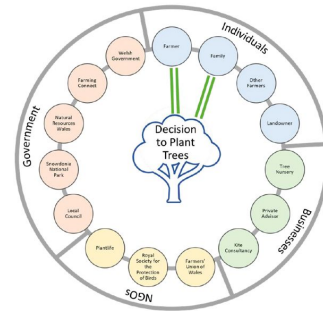 Individuals
Farmer
Family
Other
Farmers
Landowner
Businesses
Tree
Nursery
Private
Adviser
Kite
Consultancy
NGOs
Farmers'
Union of
Wales
Royal
Society for
the
Protection
of Birds
Plantlife
Government
Local
Council
Snowdonia
National
Park
Natural
Resources
Wales
Farming
Connect
Welsh
Government
Decision
to Plant
Trees